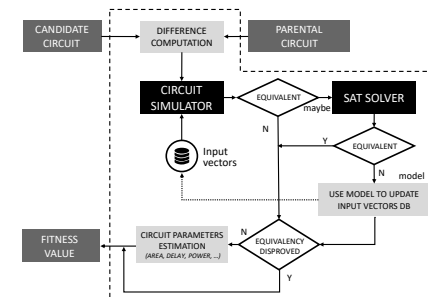 CANDIDATE
CIRCUIT
DIFFERENCE
COMPUTATION
PARENTAL
CIRCUIT
CIRCUIT
SIMULATOR
EQUIVALENT
maybe
SAT SOLVER
N
Y
EQUIVALENT
Input
vectors
N
model
USE MODEL TO UPDATE
INPUT VECTORS DB
FITNESS
VALUE
CIRCUIT PARAMETERS
ESTIMATION
(AREA, DELAY, POWER, ...)
N
EQUIVALENCY
DISPROVED
Y